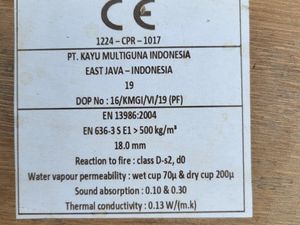 CE
1224 – CPR – 1017
PT. KAYU MULTIGUNA INDONESIA
EAST JAVA – INDONESIA
19
DOP No : 16/KMGI/VI/19 (PF)
EN 13986:2004
EN 636-3 S E1 > 500 kg/m³
18.0 mm
Reaction to fire : class D-s2, d0
Water vapour permeability : wet cup 70µ & dry cup 200µ
Sound absorption : 0.10 & 0.30
Thermal conductivity : 0.13 W/(m.k)